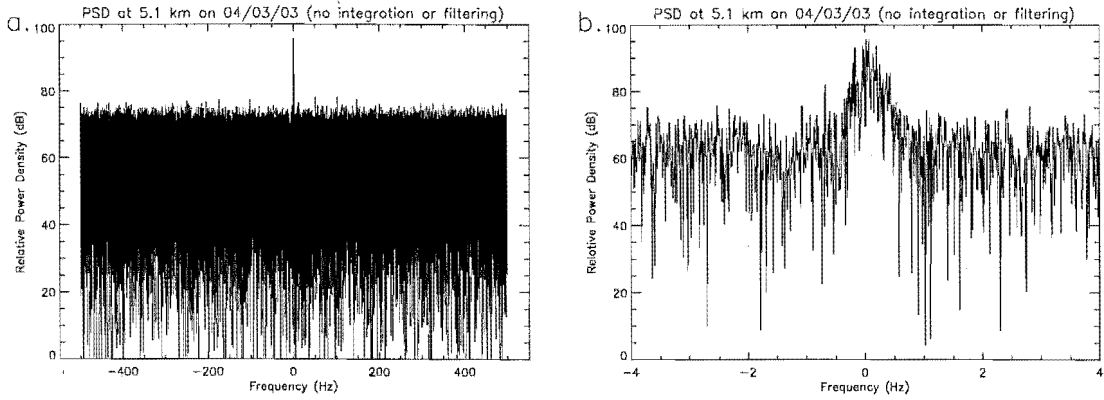 a.
PSD at 5.1 km on 04/03/03 (no integration or filtering)
100
80
60
40
20
0
Relative Power Density (dB)
-400
-200
0
200
400
Frequency (Hz)
b.
PSD at 5.1 km on 04/03/03 (no integration or filtering)
100
80
60
40
20
0
Relative Power Density (dB)
-4
-2
0
2
4
Frequency (Hz)